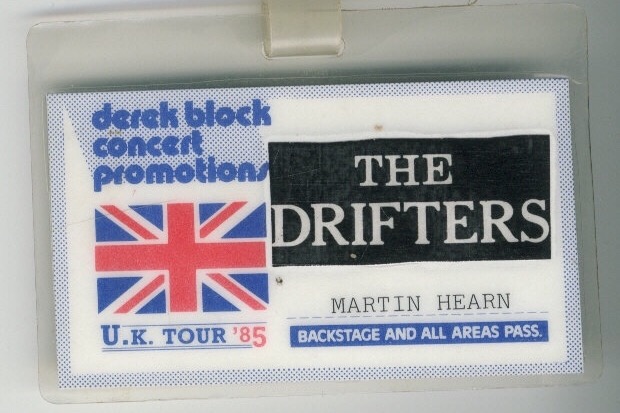 derek block
concert
promotions
THE
DRIFTERS
MARTIN HEARN
U.K. TOUR '85
BACKSTAGE AND ALL AREAS PASS.